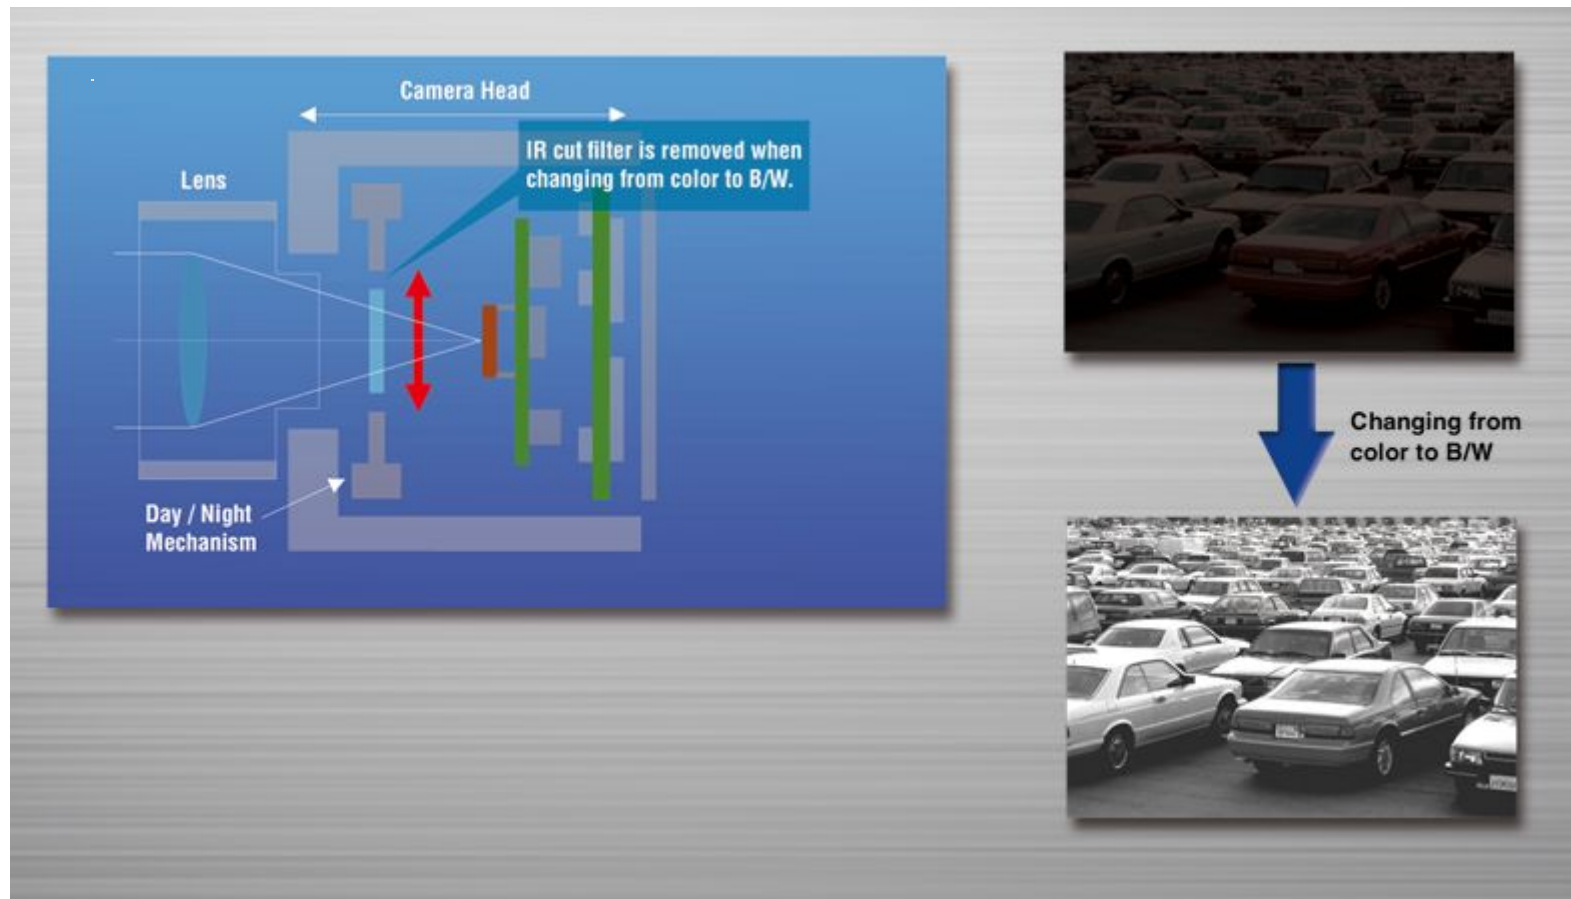 Camera Head
IR cut filter is removed when
changing from color to B/W.
Lens
Day / Night
Mechanism
Changing from
color to B/W